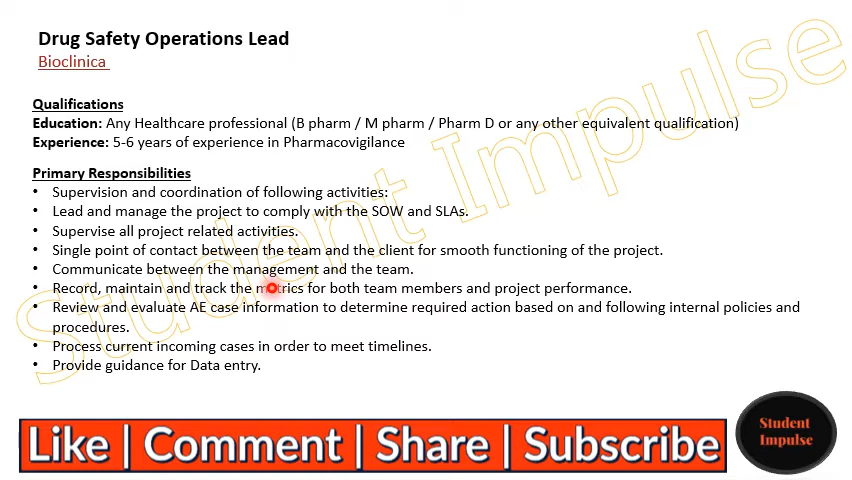 Drug Safety Operations Lead
Bioclinica
Qualifications
Education: Any Healthcare professional (B pharm / M pharm / Pharm D or any other equivalent qualification)
Experience: 5-6 years of experience in Pharmacovigilance
Primary Responsibilities
• Supervision and coordination of following activities:
• Lead and manage the project to comply with the SOW and SLAs.
• Supervise all project related activities.
• Single point of contact between the team and the client for smooth functioning of the project.
• Communicate between the management and the team.
• Record, maintain and track the metrics for both team members and project performance.
• Review and evaluate AE case information to determine required action based on and following internal policies and
procedures.
• Process current incoming cases in order to meet timelines.
• Provide guidance for Data entry.
Student Impulse
Like | Comment | Share | Subscribe
Student
Impulse